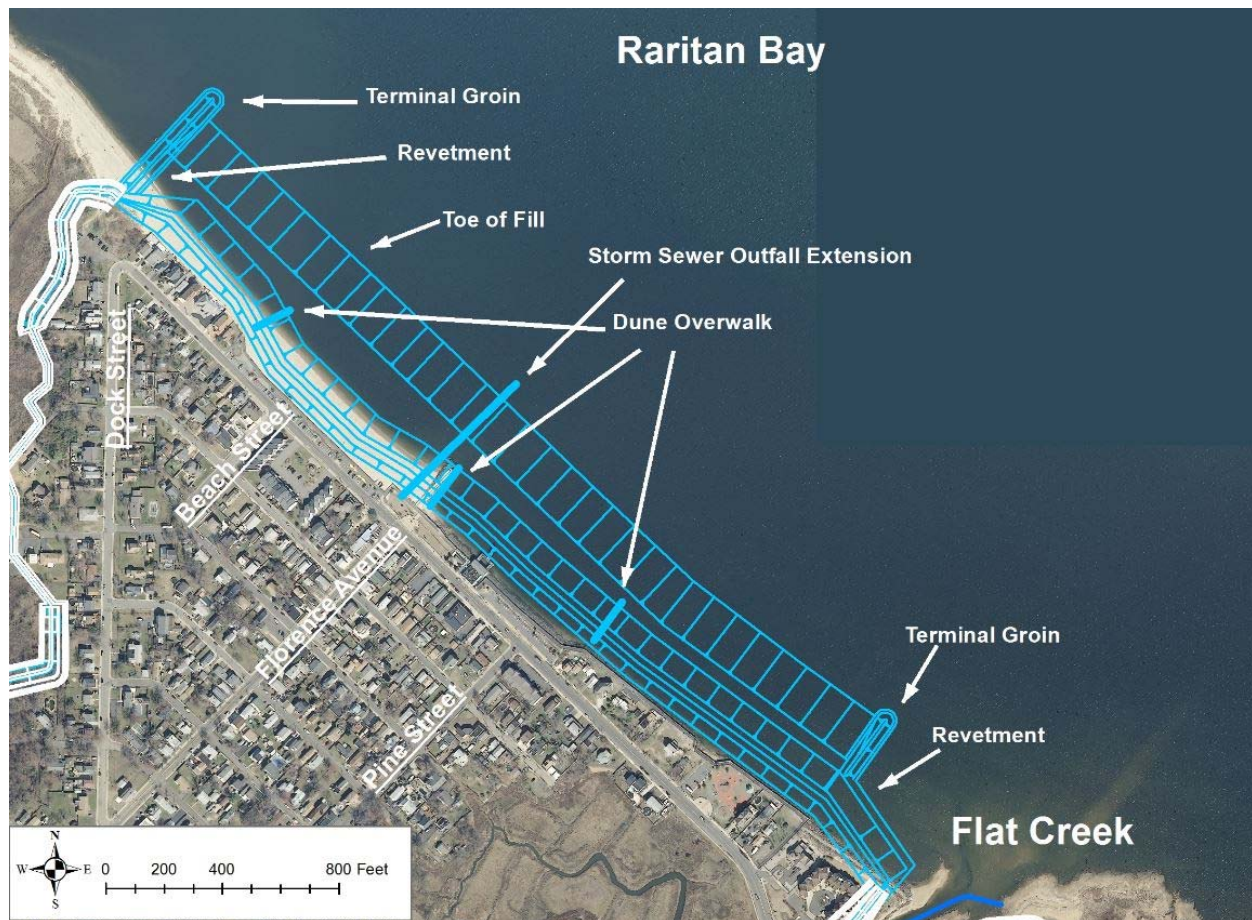 Raritan Bay
Terminal Groin
Revetment
Toe of Fill
Storm Sewer Outfall Extension
Dune Overwalk
Dock Street
Beach Street
Florence Avenue
Pine Street
Terminal Groin
Revetment
Flat Creek
N
W E
S
0 200 400 800 Feet